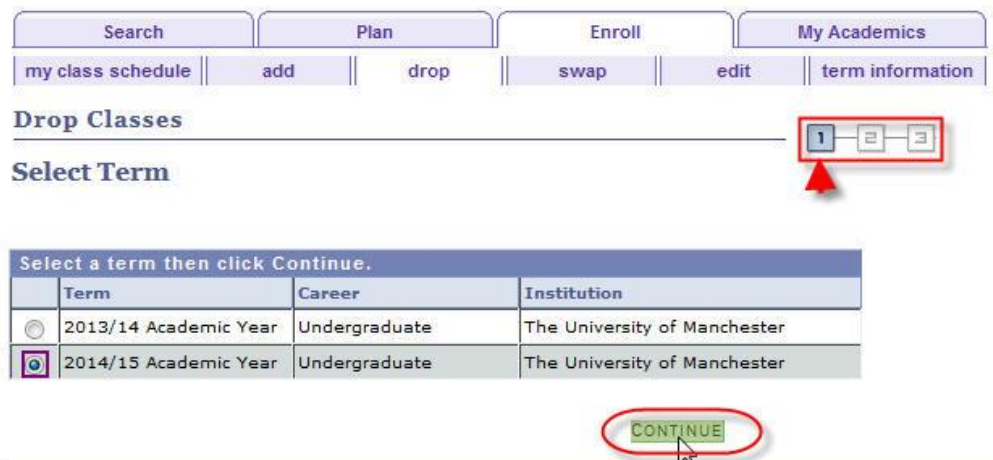 Search Plan Enroll My Academics
my class schedule add drop swap edit term information
Drop Classes
1 2 3
Select Term
Select a term then click Continue.
Term Career Institution
2013/14 Academic Year Undergraduate The University of Manchester
2014/15 Academic Year Undergraduate The University of Manchester
CONTINUE